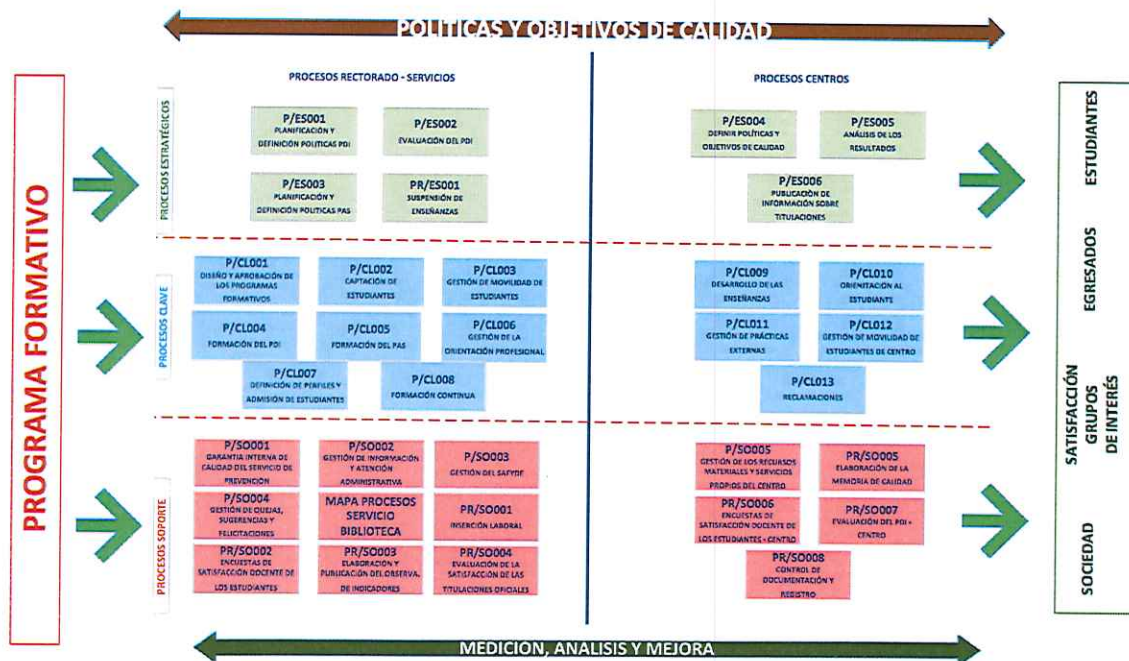 POLITICAS Y OBJETIVOS DE CALIDAD
PROGRAMA FORMATIVO
PROCESOS RECTORADO - SERVICIOS
PROCESOS CENTROS
PROCESOS ESTRATÉGICOS
P/ES001
PLANIFICACIÓN Y
DEFINICIÓN POLITICAS PDI
P/ES002
EVALUACIÓN DEL PDI
P/ES003
PLANIFICACIÓN Y
DEFINICIÓN POLITICAS PAS
PR/ES001
SUSPENSIÓN DE
ENSEÑANZAS
P/ES004
DEFINIR POLÍTICAS Y
OBJETIVOS DE CALIDAD
P/ES005
ANÁLISIS DE LOS
RESULTADOS
P/ES006
PUBLICACIÓN DE
INFORMACIÓN SOBRE
TITULACIONES
PROCESOS CLAVE
P/CL001
DISEÑO Y APROBACIÓN DE
LOS PROGRAMAS
FORMATIVOS
P/CL002
CAPTACIÓN DE
ESTUDIANTES
P/CL003
GESTIÓN DE MOVILIDAD DE
ESTUDIANTES
P/CL004
FORMACIÓN DEL PDI
P/CL005
FORMACIÓN DEL PAS
P/CL006
GESTIÓN DE LA
ORIENTACIÓN PROFESIONAL
P/CL007
DEFINICIÓN DE PERFILES Y
ADMISIÓN DE ESTUDIANTES
P/CL008
FORMACIÓN CONTINUA
P/CL009
DESARROLLO DE LAS
ENSEÑANZAS
P/CL010
ORIENTACIÓN AL
ESTUDIANTE
P/CL011
GESTIÓN DE PRÁCTICAS
EXTERNAS
P/CL012
GESTIÓN DE MOVILIDAD DE
ESTUDIANTES DE CENTRO
P/CL013
RECLAMACIONES
PROCESOS SOPORTE
P/SO001
GARANTIA INTERNA DE
CALIDAD DEL SERVICIO DE
PREVENCIÓN
P/SO002
GESTIÓN DE INFORMACIÓN
Y ATENCIÓN
ADMINISTRATIVA
P/SO003
GESTIÓN DEL SAFYDE
P/SO004
GESTIÓN DE QUEJAS,
SUGERENCIAS Y
FELICITACIONES
MAPA PROCESOS
SERVICIO
BIBLIOTECA
PR/SO001
INSERCIÓN LABORAL
PR/SO002
ENCUESTAS DE
SATISFACCIÓN DOCENTE DE
LOS ESTUDIANTES
PR/SO003
ELABORACIÓN Y
PUBLICACIÓN DEL OBSERVA.
DE INDICADORES
PR/SO004
EVALUACIÓN DE LA
SATISFACCIÓN DE LAS
TITULACIONES OFICIALES
P/SO005
GESTIÓN DE LOS RECURSOS
MATERIALES Y SERVICIOS
PROPIOS DEL CENTRO
PR/SO005
ELABORACIÓN DE LA
MEMORIA DE CALIDAD
PR/SO006
ENCUESTAS DE
SATISFACCIÓN DOCENTE DE
LOS ESTUDIANTES - CENTRO
PR/SO007
EVALUACIÓN DEL PDI -
CENTRO
PR/SO008
CONTROL DE
DOCUMENTACIÓN Y
REGISTRO
ESTUDIANTES
EGRESADOS
SATISFACCIÓN
GRUPOS
DE INTERÉS
SOCIEDAD
MEDICION, ANALISIS Y MEJORA